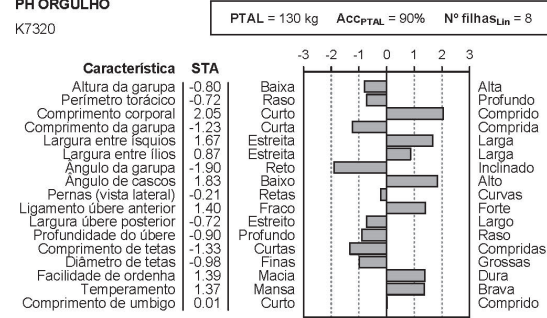 PH ORGULHO
K7320
PTAL = 130 kg AccPTAL = 90% Nº filhasLin = 8
-3 -2 -1 0 1 2 3
Característica STA
Altura da garupa -0.80 Baixa Alta
Perímetro torácico -0.72 Raso Profundo
Comprimento corporal 2.05 Curto Comprido
Comprimento da garupa -1.23 Curta Comprida
Largura entre ísquios 1.67 Estreita Larga
Largura entre ílios 0.87 Estreita Larga
Ângulo da garupa -1.90 Reto Inclinado
Ângulo de cascos 1.83 Baixo Alto
Pernas (vista lateral) -0.21 Retas Curvas
Ligamento úbere anterior 1.40 Fraco Forte
Largura úbere posterior -0.72 Estreito Largo
Profundidade do úbere -0.90 Profundo Raso
Comprimento de tetas -1.33 Curtas Compridas
Diâmetro de tetas -0.98 Finas Grossas
Facilidade de ordenha 1.39 Macia Dura
Temperamento 1.37 Mansa Brava
Comprimento de umbigo 0.01 Curto Comprido